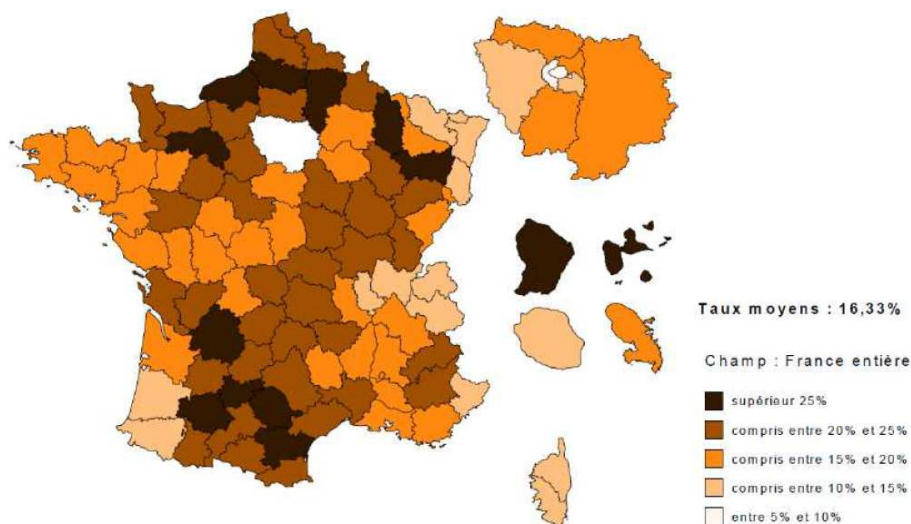 Taux moyens : 16,33%
Champ : France entière
supérieur 25%
compris entre 20% et 25%
compris entre 15% et 20%
compris entre 10% et 15%
entre 5% et 10%